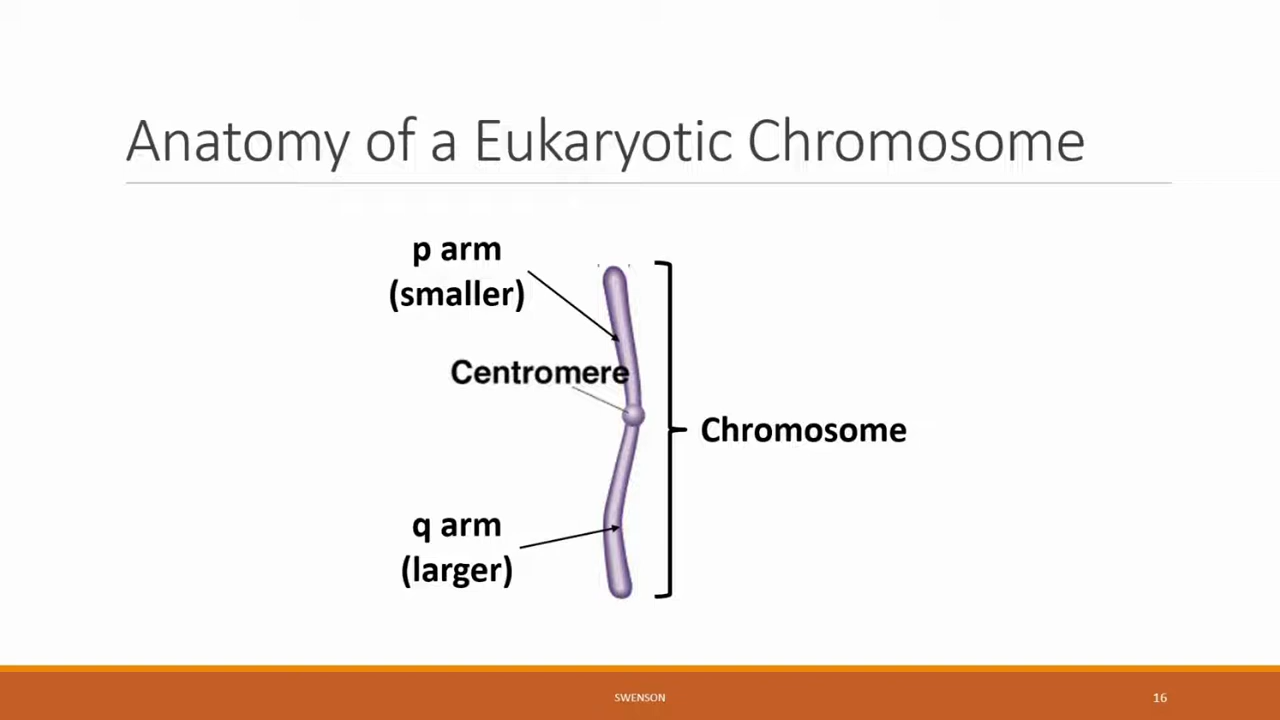 Anatomy of a Eukaryotic Chromosome
p arm
(smaller)
Centromere
Chromosome
q arm
(larger)
SWENSON
16